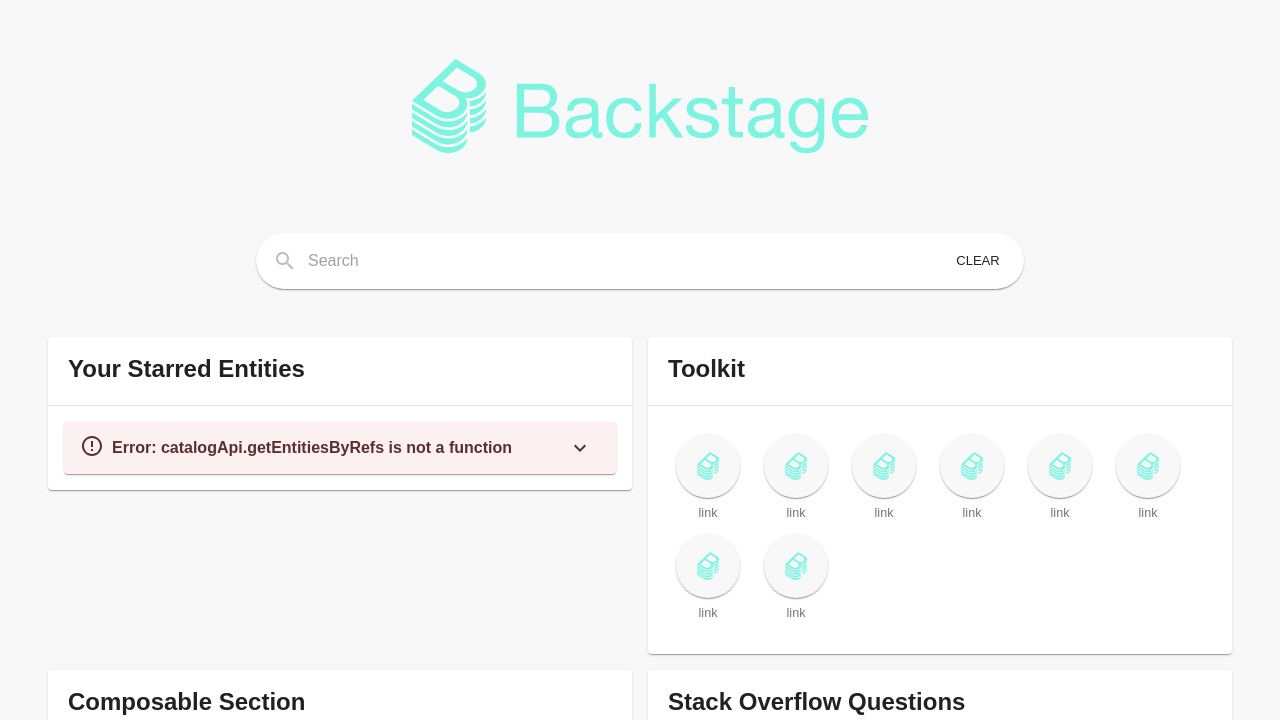 Backstage
Search
CLEAR
Your Starred Entities
Error: catalogApi.getEntitiesByRefs is not a function
Toolkit
link link link link link link
link link
Composable Section
Stack Overflow Questions